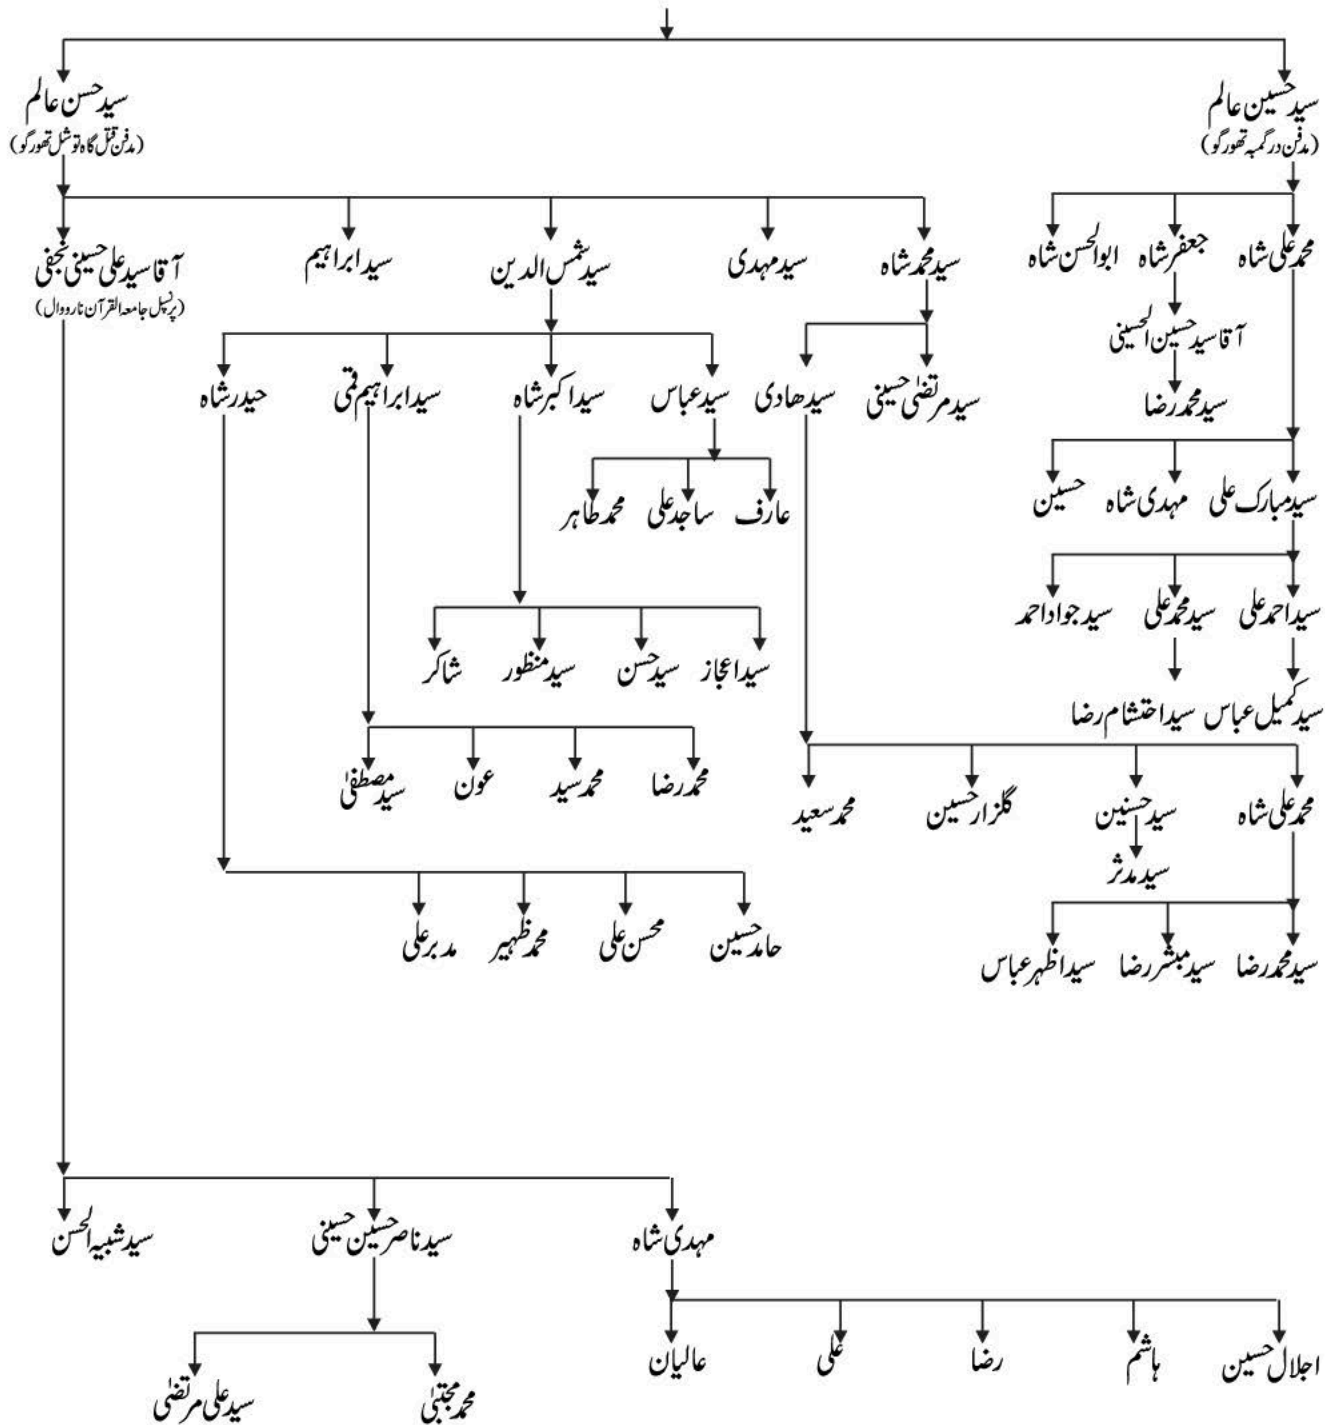 سید حسین عالم
سید حسن عالم
(مدفن در گمبہ تھورگو)
(مدفن قتل گاہ توشل تھورگو)
محمد علی شاہ
جعفر شاہ
ابوالحسن شاہ
سید محمد شاہ
سید مہدی
سید شمس الدین
سید ابراہیم
آقا سید علی حسینی نجفی
(پرنسپل جامعہ القرآن نارووال)
آقا سید حسین الحسینی
سید محمد رضا
سید مرتضیٰ حسینی
سید ھادی
سید عباس
سید اکبر شاہ
سید ابراہیم قمی
حیدر شاہ
سید مبارک علی
مہدی شاہ
حسین
عارف
ساجد علی
محمد طاہر
سید احمد علی
سید محمد علی
سید جواد احمد
سید اعجاز
سید حسن
سید منظور
شاکر
سید کمیل عباس
سید احتشام رضا
محمد رضا
محمد سید
عون
سید مصطفیٰ
محمد علی شاہ
سید حسنین
گلزار حسین
محمد سعید
سید مدثر
حامد حسین
محسن علی
محمد ظہیر
مدبر علی
سید محمد رضا
سید مبشر رضا
سید اظہر عباس
مہدی شاہ
سید ناصر حسین حسینی
سید شبیہ الحسن
اجلال حسین
ہاشم
رضا
علی
عالیان
محمد مجتبیٰ
سید علی مرتضیٰ